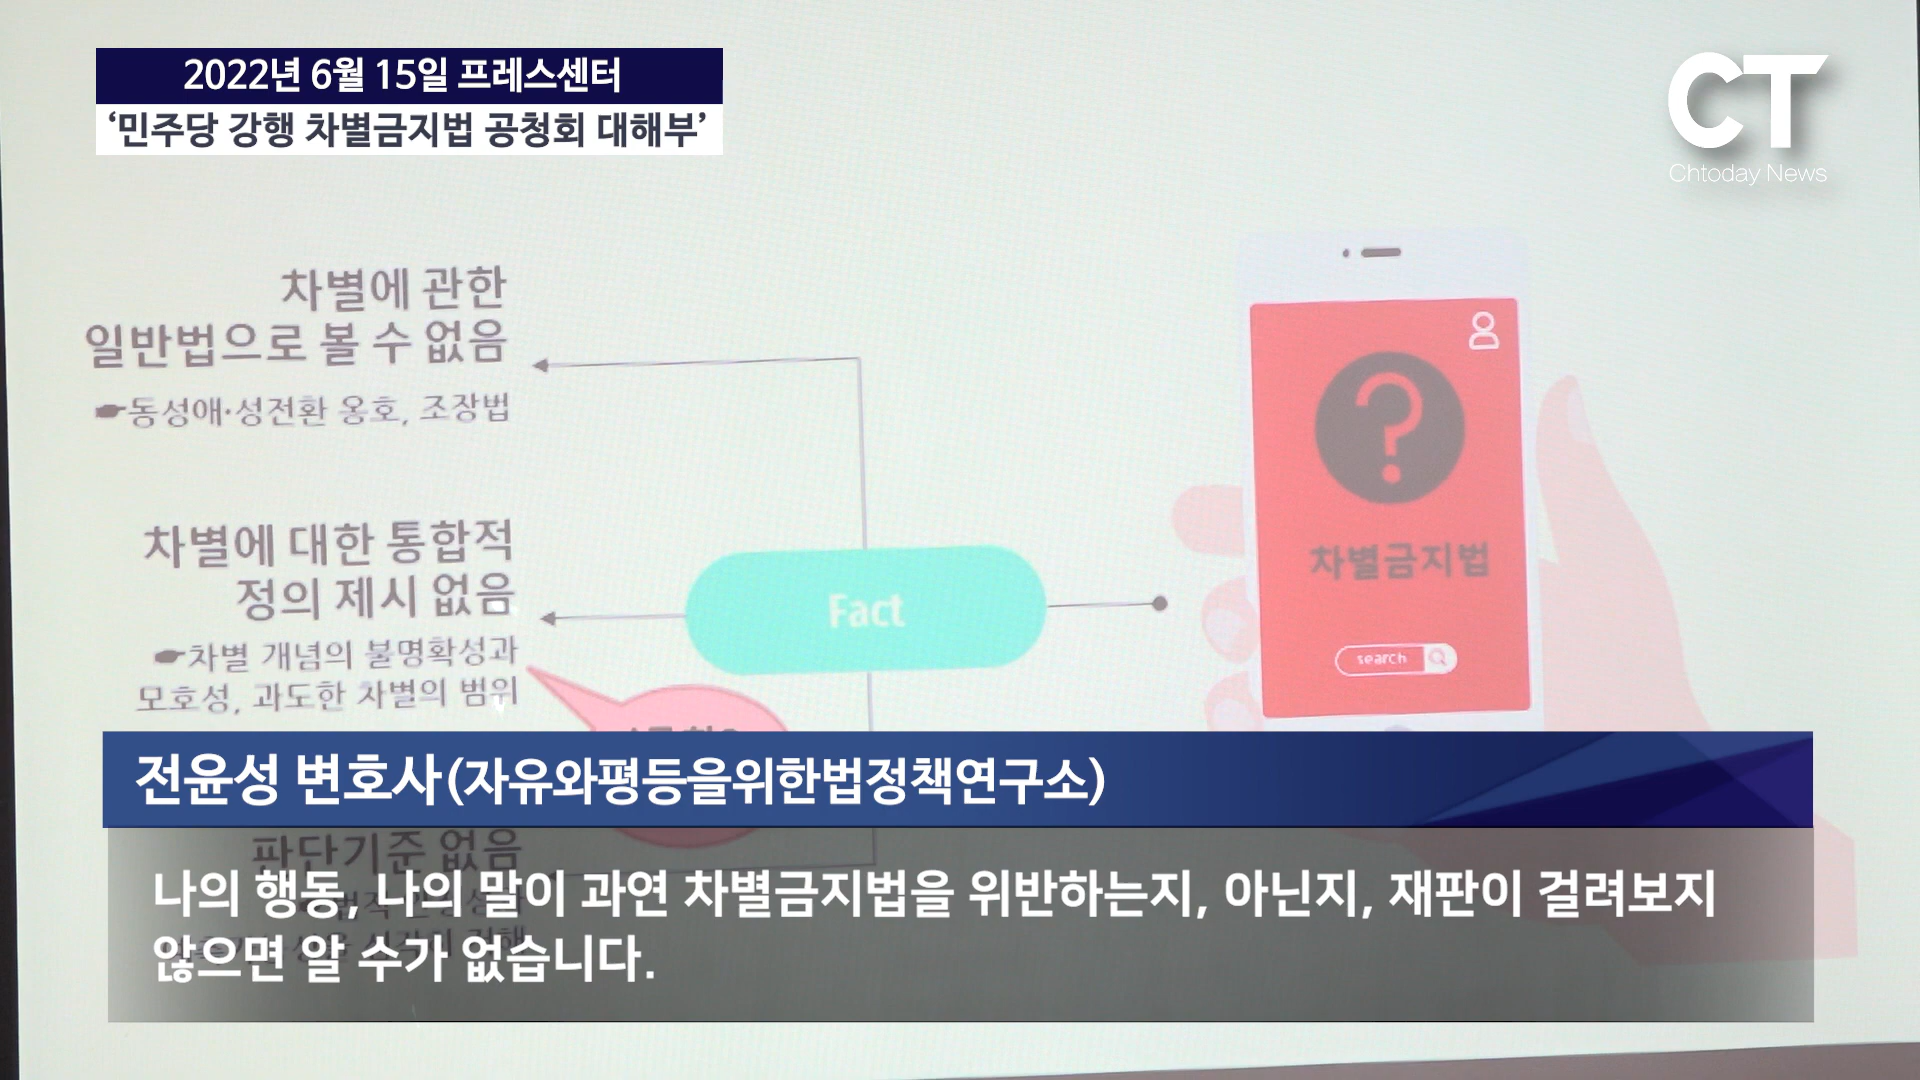 2022년 6월 15일 프레스센터
‘민주당 강행 차별금지법 공청회 대해부’
CT
Chtoday News
차별에 관한
일반법으로 볼 수 없음
☛동성애·성전환 옹호, 조장법
차별에 대한 통합적
정의 제시 없음
☛차별 개념의 불명확성과
모호성, 과도한 차별의 범위
Fact
차별금지법
search
전윤성 변호사(자유와평등을위한법정책연구소)
판단기준 없음
나의 행동, 나의 말이 과연 차별금지법을 위반하는지, 아닌지, 재판이 걸려보지
않으면 알 수가 없습니다.